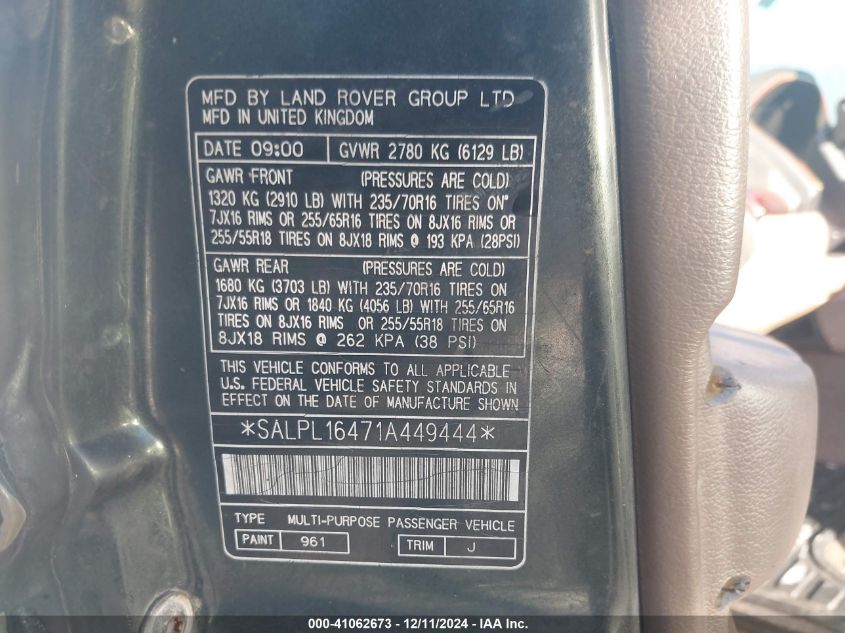 MFD BY LAND ROVER GROUP LTD
MFD IN UNITED KINGDOM
DATE 09:00 GVWR 2780 KG (6129 LB)
GAWR FRONT (PRESSURES ARE COLD)
1320 KG (2910 LB) WITH 235/70R16 TIRES ON"
7JX16 RIMS OR 255/65R16 TIRES ON 8JX16 RIMS OR
255/55R18 TIRES ON 8JX18 RIMS @ 193 KPA (28PSI)
GAWR REAR (PRESSURES ARE COLD)
1680 KG (3703 LB) WITH 235/70R16 TIRES ON
7JX16 RIMS OR 1840 KG (4056 LB) WITH 255/65R16
TIRES ON 8JX16 RIMS OR 255/55R18 TIRES ON
8JX18 RIMS @ 262 KPA (38 PSI)
THIS VEHICLE CONFORMS TO ALL APPLICABLE
U.S. FEDERAL VEHICLE SAFETY STANDARDS IN
EFFECT ON THE DATE OF MANUFACTURE SHOWN
*SALPL16471A449444*
TYPE MULTI-PURPOSE PASSENGER VEHICLE
PAINT 961 TRIM J
000-41062673 - 12/11/2024 - IAA Inc.